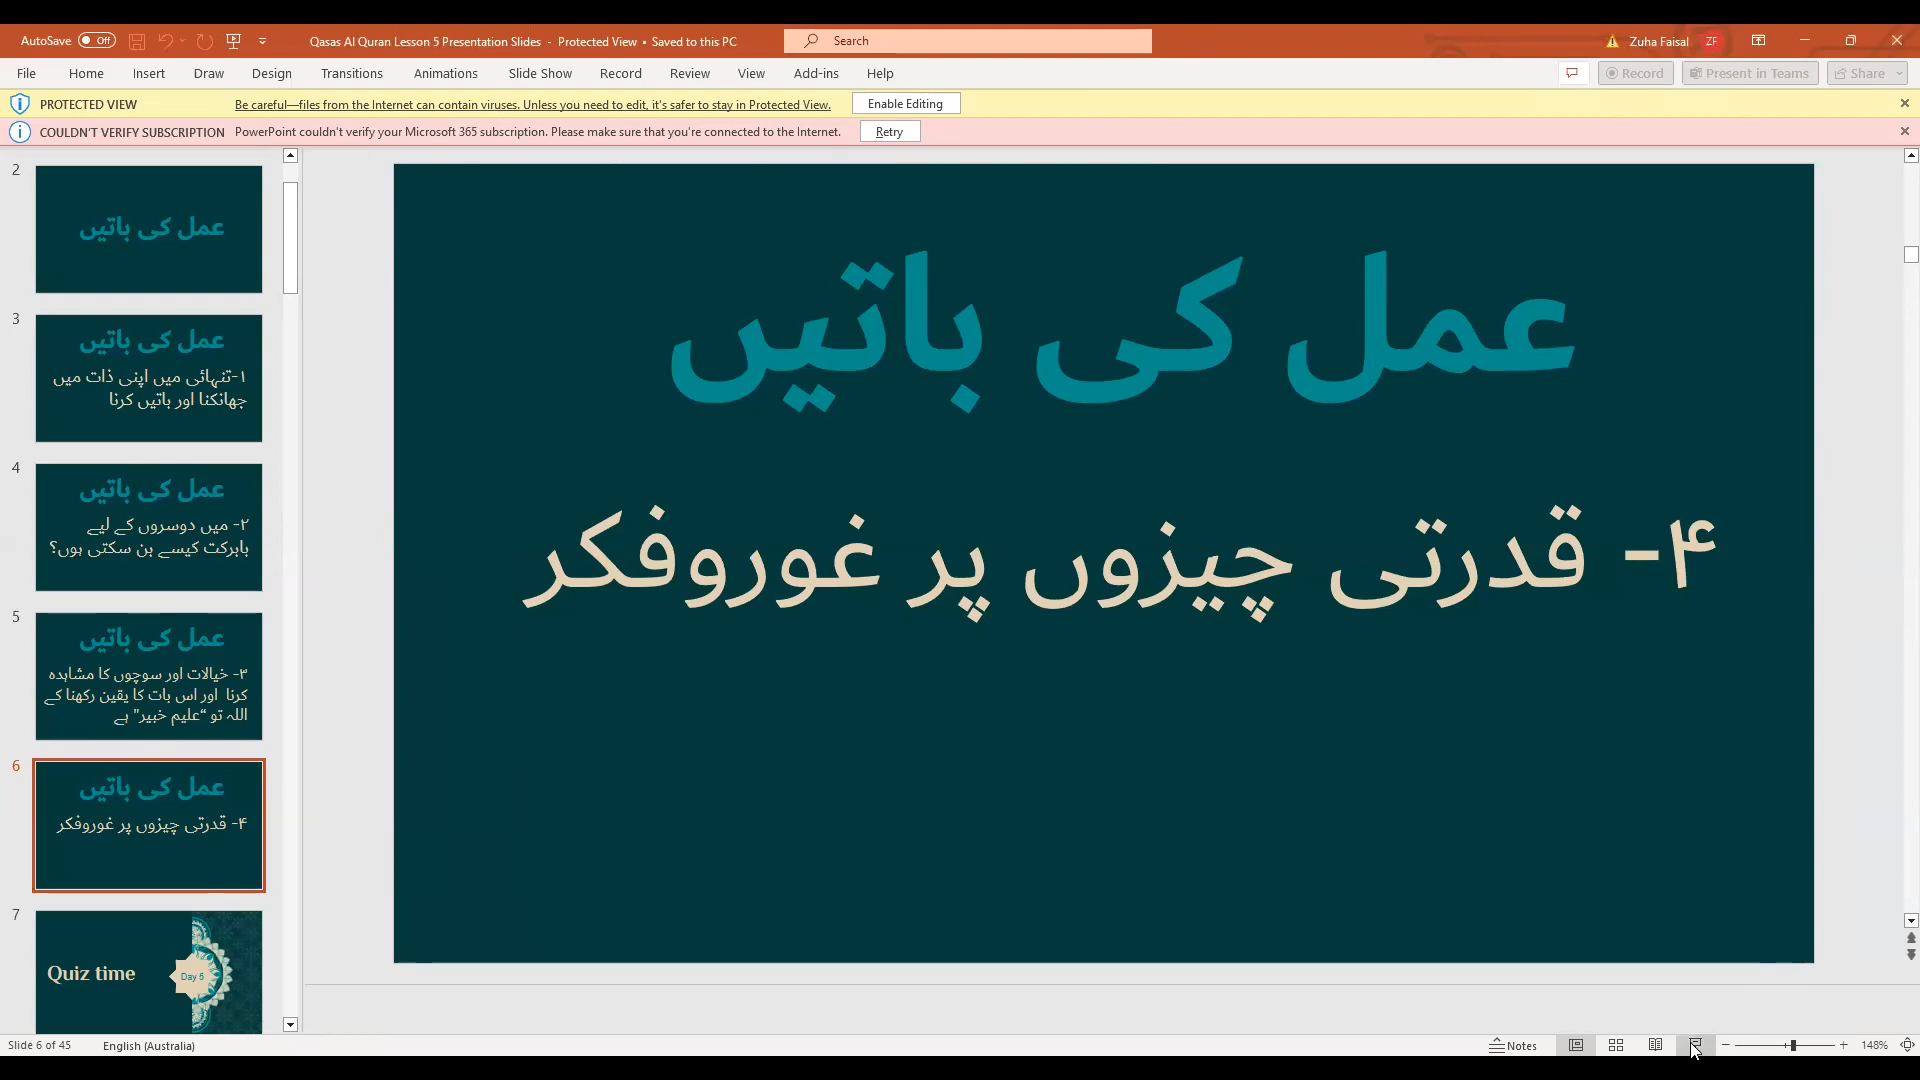 AutoSave Off
Qasas Al Quran Lesson 5 Presentation Slides - Protected View • Saved to this PC
Search
Zuha Faisal ZF
File Home Insert Draw Design Transitions Animations Slide Show Record Review View Add-ins Help
Record Present in Teams Share
PROTECTED VIEW Be careful—files from the Internet can contain viruses. Unless you need to edit, it's safer to stay in Protected View. Enable Editing
COULDN'T VERIFY SUBSCRIPTION PowerPoint couldn't verify your Microsoft 365 subscription. Please make sure that you're connected to the Internet. Retry
2
عمل کی باتیں
3
عمل کی باتیں
۱-تنہائی میں اپنی ذات میں
جھانکنا اور باتیں کرنا
4
عمل کی باتیں
۲- میں دوسروں کے لیے
بابرکت کیسے بن سکتی ہوں؟
5
عمل کی باتیں
۳- خیالات اور سوچوں کا مشاہدہ
کرنا اور اس بات کا یقین رکھنا کے
اللہ تو “علیم خبیر" ہے
6
عمل کی باتیں
۴- قدرتی چیزوں پر غوروفکر
7
Quiz time
Day 5
عمل کی باتیں
۴- قدرتی چیزوں پر غوروفکر
Slide 6 of 45 English (Australia)
Notes
148%